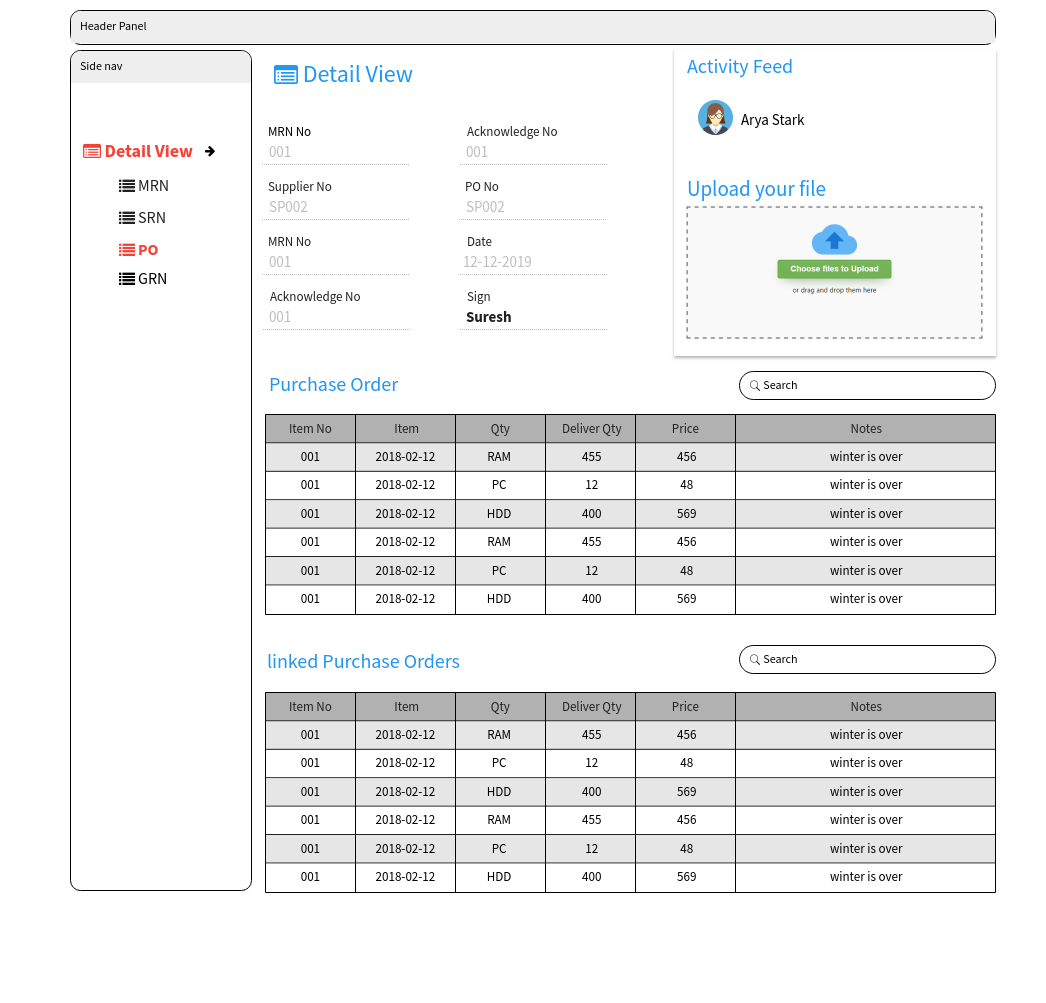 Header Panel
Side nav
Detail View
MRN
SRN
PO
GRN
Detail View
MRN No Acknowledge No
001 001
Supplier No PO No
SP002 SP002
MRN No Date
001 12-12-2019
Acknowledge No Sign
001 Suresh
Activity Feed
Arya Stark
Upload your file
Choose files to Upload
or drag and drop them here
Purchase Order
Search
Item No Item Qty Deliver Qty Price Notes
001 2018-02-12 RAM 455 456 winter is over
001 2018-02-12 PC 12 48 winter is over
001 2018-02-12 HDD 400 569 winter is over
001 2018-02-12 RAM 455 456 winter is over
001 2018-02-12 PC 12 48 winter is over
001 2018-02-12 HDD 400 569 winter is over
linked Purchase Orders
Search
Item No Item Qty Deliver Qty Price Notes
001 2018-02-12 RAM 455 456 winter is over
001 2018-02-12 PC 12 48 winter is over
001 2018-02-12 HDD 400 569 winter is over
001 2018-02-12 RAM 455 456 winter is over
001 2018-02-12 PC 12 48 winter is over
001 2018-02-12 HDD 400 569 winter is over